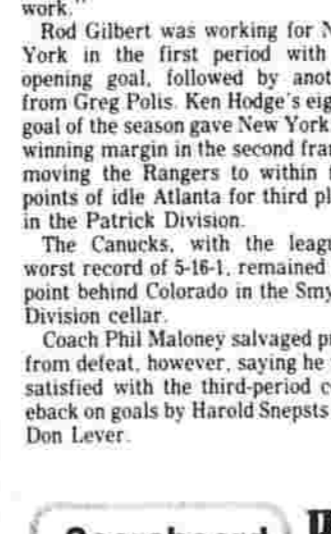 work."
Rod Gilbert was working for N
York in the first period with
opening goal, followed by ano
from Greg Polis. Ken Hodge's eig
goal of the season gave New York
winning margin in the second fra
moving the Rangers to within
points of idle Atlanta for third pl
in the Patrick Division.
The Canucks, with the leag
worst record of 5-16-1, remained
point behind Colorado in the Smy
Division cellar.
Coach Phil Maloney salvaged p
from defeat, however, saying he
satisfied with the third-period c
eback on goals by Harold Snepsts
Don Lever.